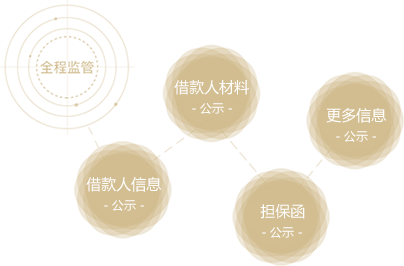 全程监管
借款人材料
- 公示 -
更多信息
- 公示 -
借款人信息
- 公示 -
担保函
- 公示 -